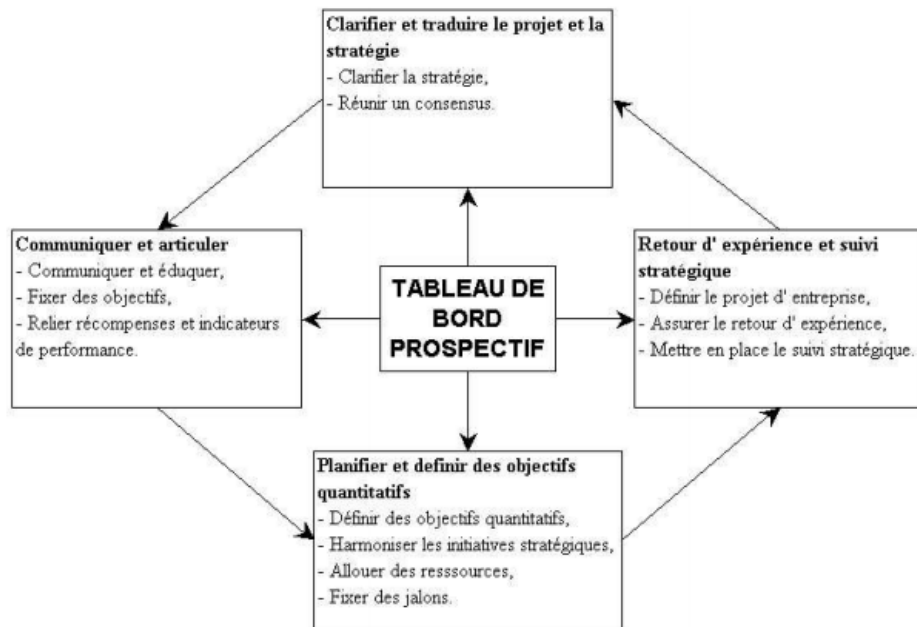 Clarifier et traduire le projet et la
stratégie
- Clarifier la stratégie,
- Réunir un consensus.
Communiquer et articuler
- Communiquer et éduquer,
- Fixer des objectifs,
- Relier récompenses et indicateurs
de performance.
TABLEAU DE
BORD
PROSPECTIF
Retour d' expérience et suivi
stratégique
- Définir le projet d' entreprise,
- Assurer le retour d' expérience,
- Mettre en place le suivi stratégique.
Planifier et definir des objectifs
quantitatifs
- Définir des objectifs quantitatifs,
- Harmoniser les initiatives stratégiques,
- Allouer des resssources,
- Fixer des jalons.